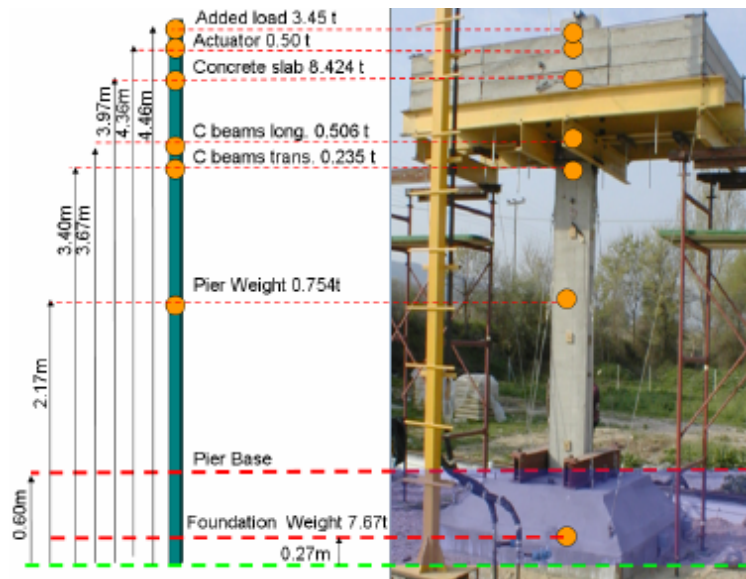 Added load 3.45 t
Actuator 0.50 t
Concrete slab 8.424 t
C beams long. 0.506 t
C beams trans. 0.235 t
Pier Weight 0.754t
Pier Base
Foundation Weight 7.67t
0.27m
0.60m
2.17m
3.40m
3.67m
3.97m
4.36m
4.46m